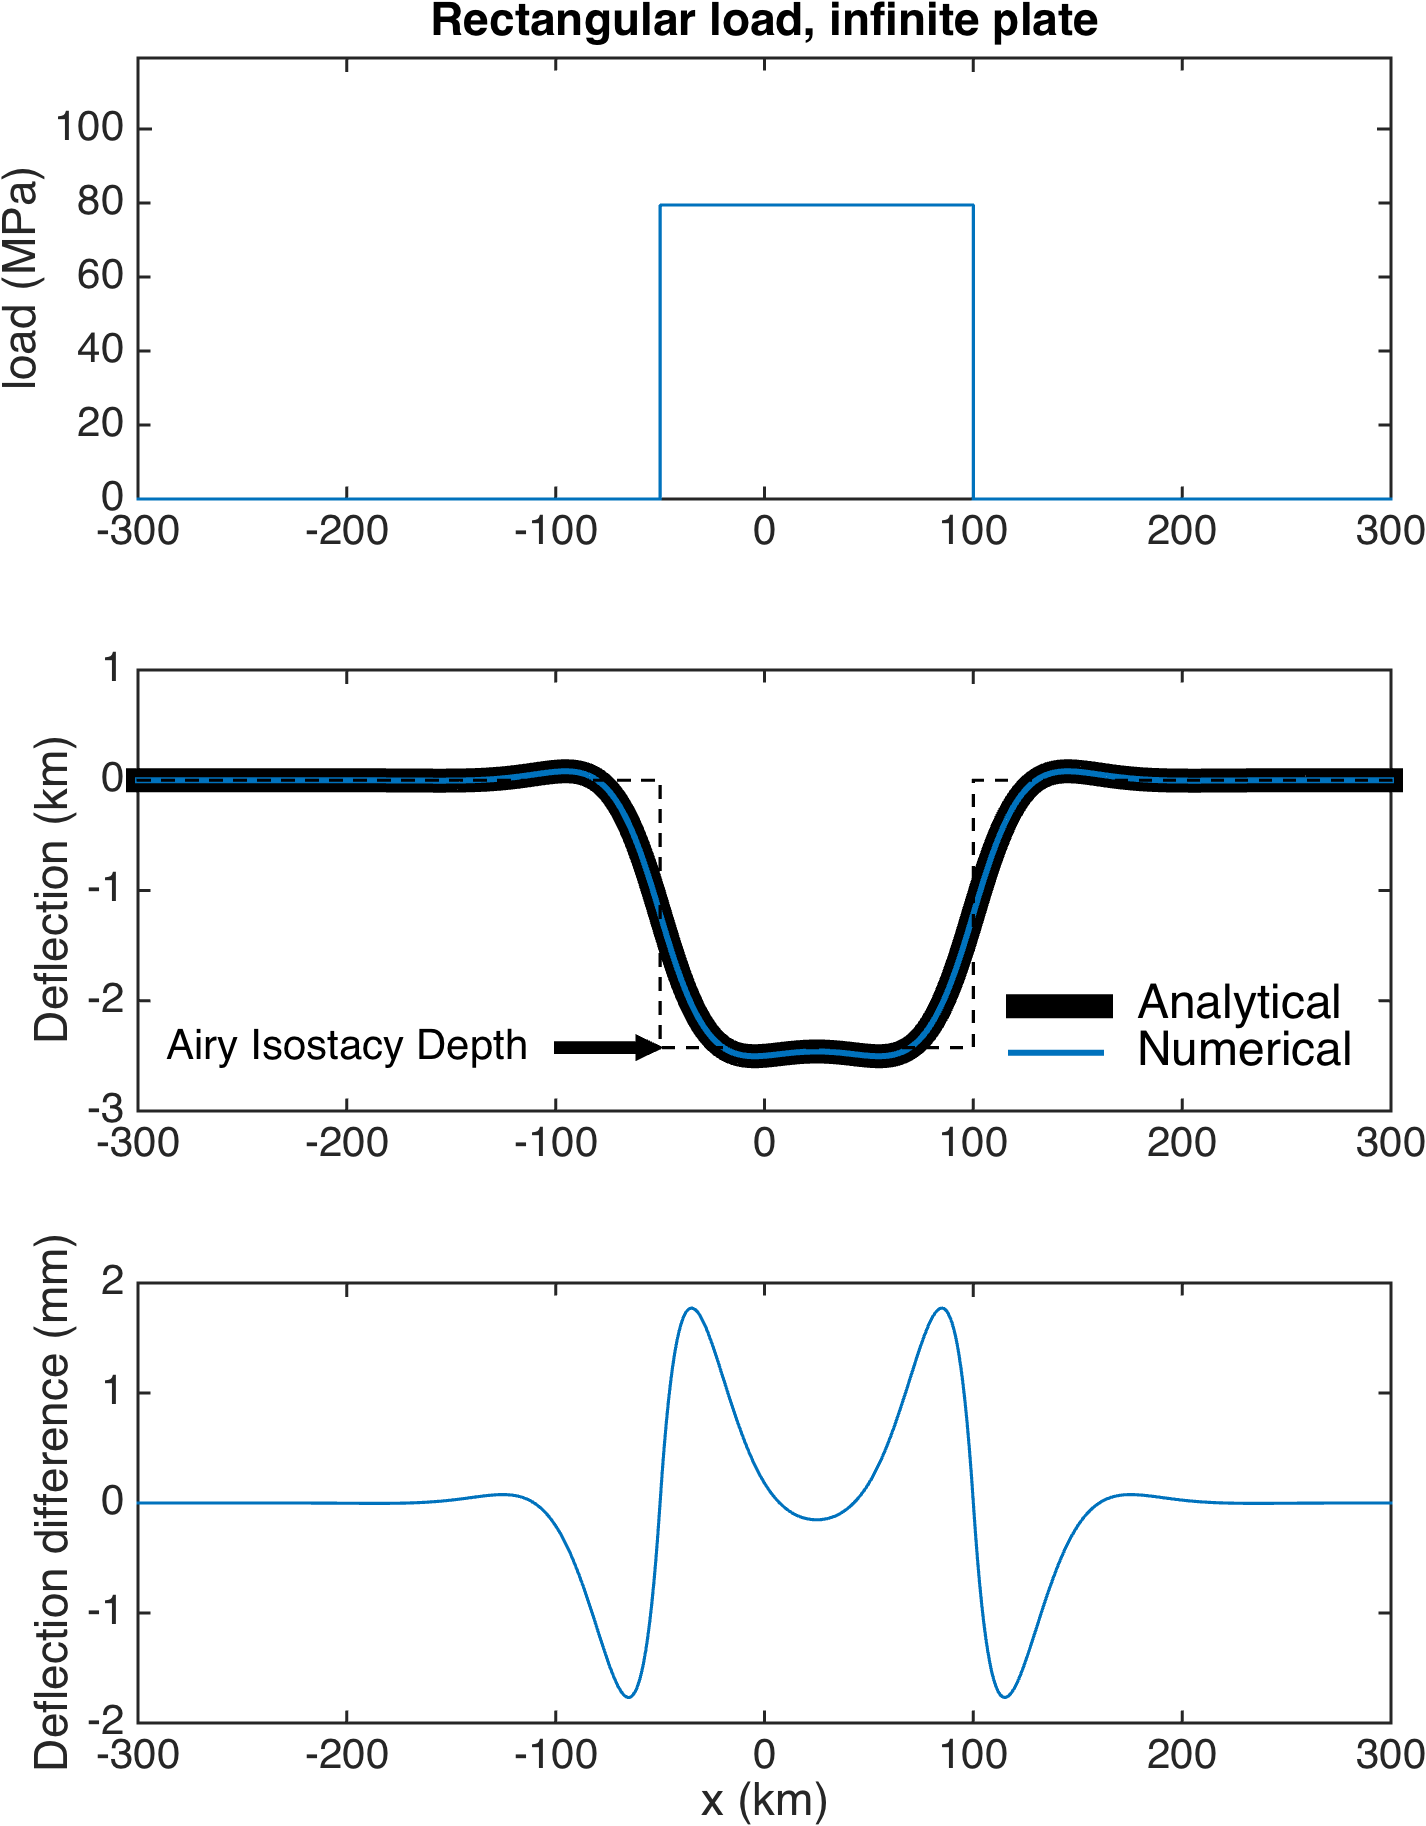 Rectangular load, infinite plate
load (MPa)
100
80
60
40
20
0
-300 -200 -100 0 100 200 300
Deflection (km)
1
0
-1
-2
-3
Airy Isostacy Depth
Analytical
Numerical
-300 -200 -100 0 100 200 300
Deflection difference (mm)
2
1
0
-1
-2
-300 -200 -100 0 100 200 300
x (km)